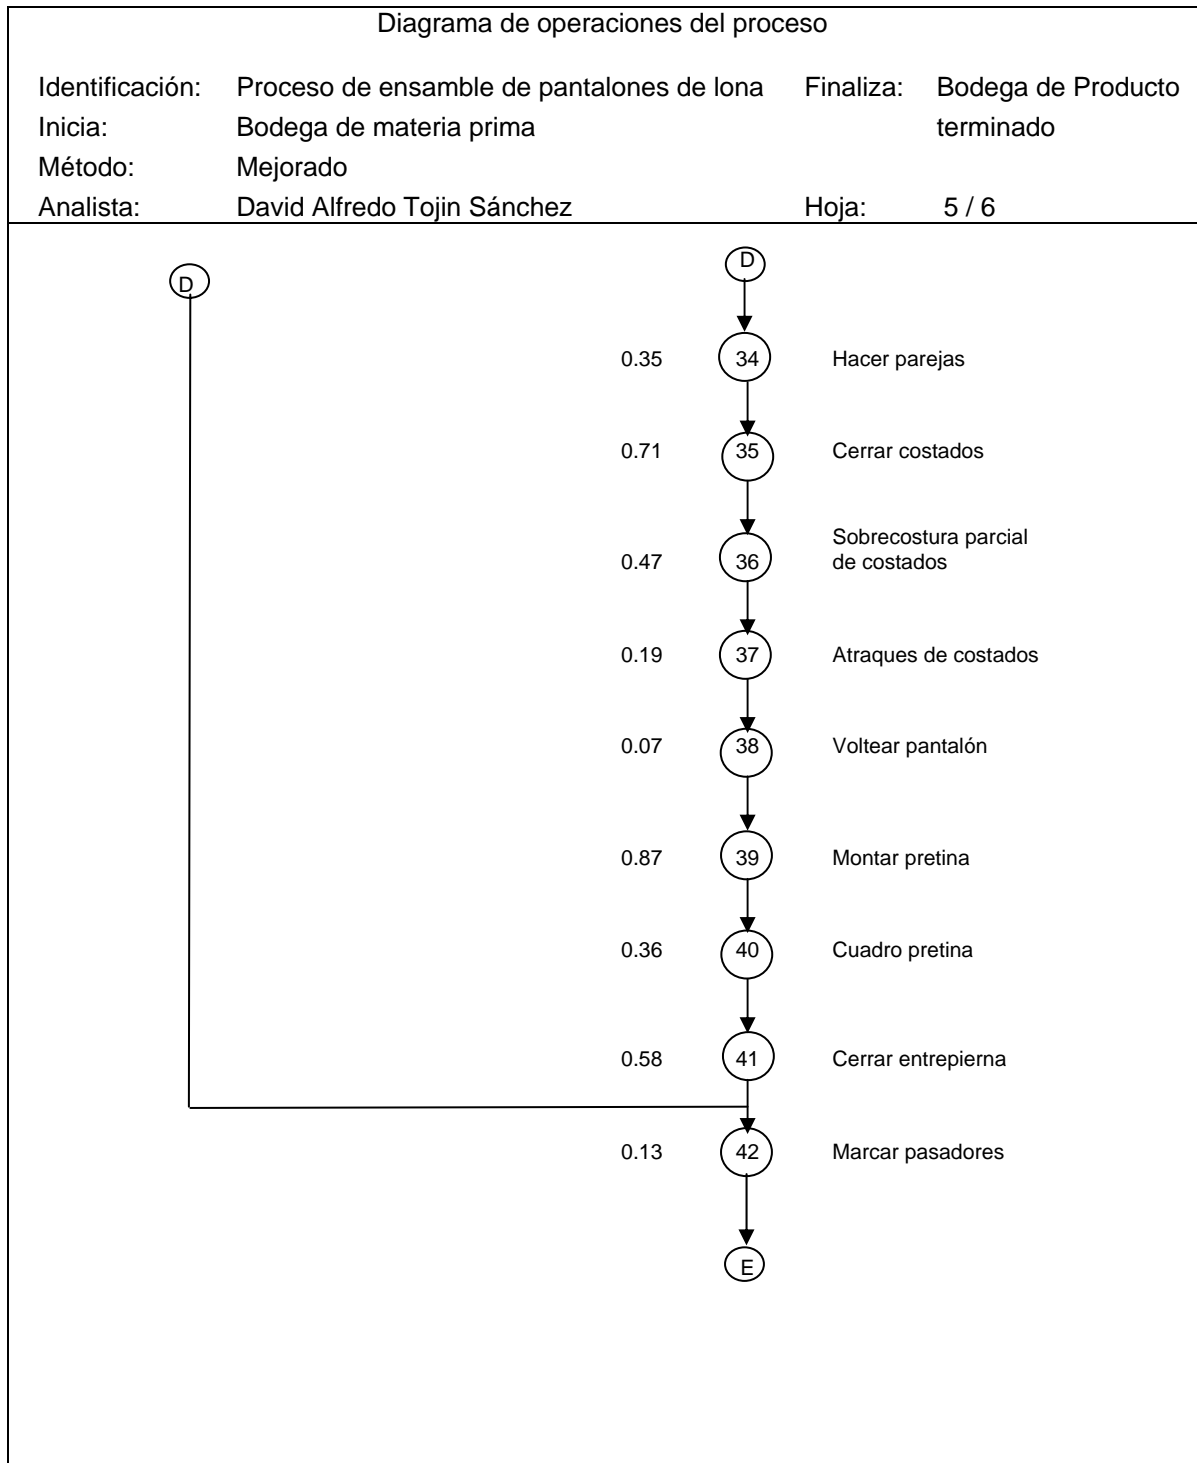 Diagrama de operaciones del proceso
Identificación: Proceso de ensamble de pantalones de lona Finaliza: Bodega de Producto
Inicia: Bodega de materia prima terminado
Método: Mejorado
Analista: David Alfredo Tojin Sánchez Hoja: 5 / 6
D D
0.35 34 Hacer parejas
0.71 35 Cerrar costados
Sobrecostura parcial
0.47 36 de costados
0.19 37 Atraques de costados
0.07 38 Voltear pantalón
0.87 39 Montar pretina
0.36 40 Cuadro pretina
0.58 41 Cerrar entrepierna
0.13 42 Marcar pasadores
E